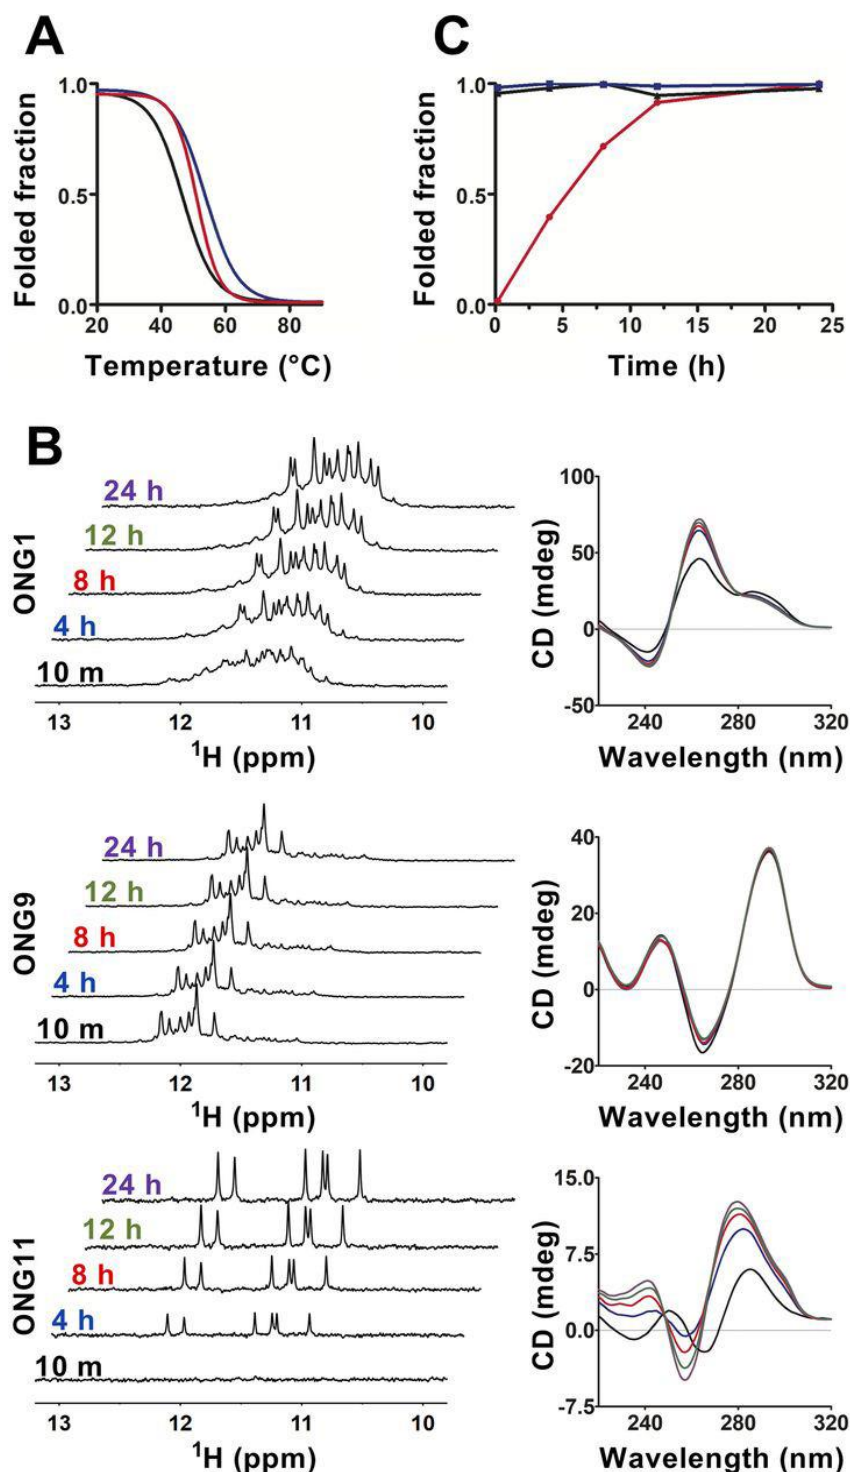 A
C
Folded fraction
1.0
0.5
0.0
20
40
60
80
Temperature (°C)
Folded fraction
1.0
0.5
0.0
0
5
10
15
20
25
Time (h)
B
ONG1
24 h
12 h
8 h
4 h
10 m
13
12
11
10
¹H (ppm)
CD (mdeg)
100
50
0
-50
240
280
320
Wavelength (nm)
ONG9
24 h
12 h
8 h
4 h
10 m
13
12
11
10
¹H (ppm)
CD (mdeg)
40
20
0
-20
240
280
320
Wavelength (nm)
ONG11
24 h
12 h
8 h
4 h
10 m
13
12
11
10
¹H (ppm)
CD (mdeg)
15.0
7.5
0.0
-7.5
240
280
320
Wavelength (nm)